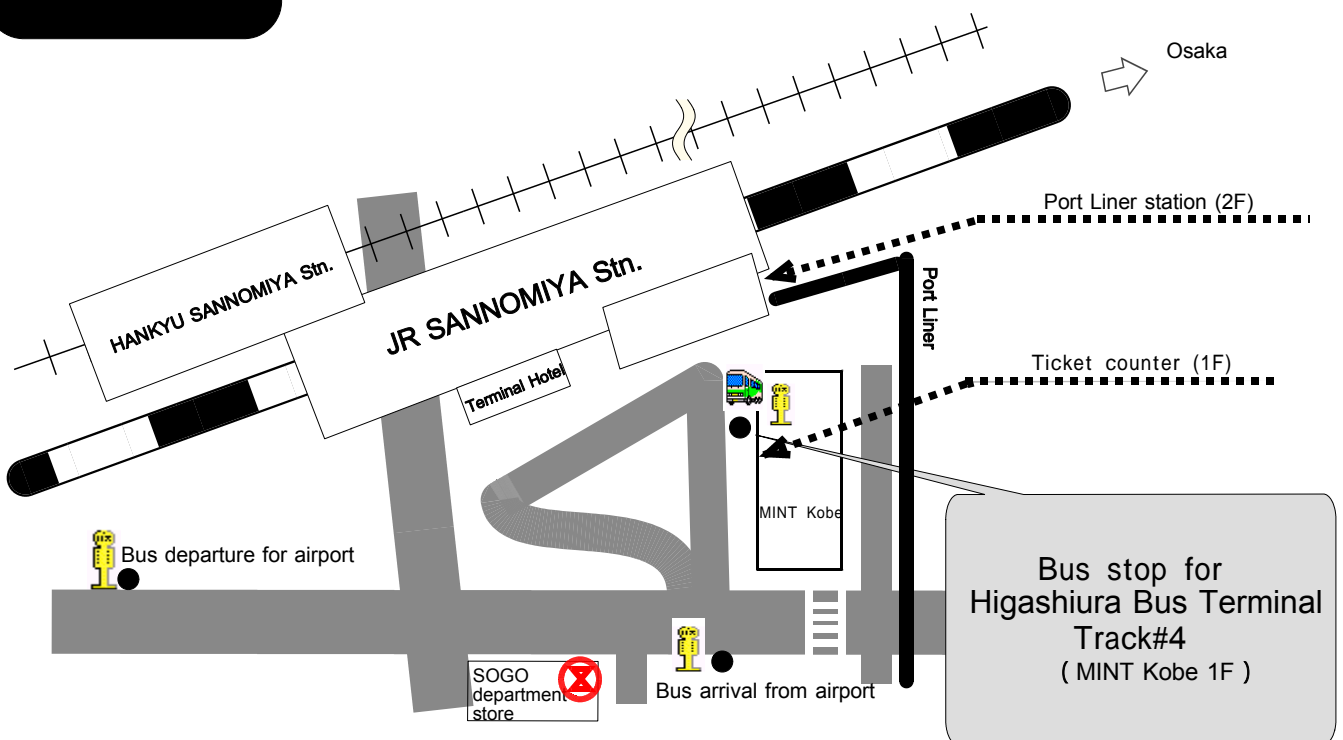 Osaka
Port Liner station (2F)
HANKYU SANNOMIYA Stn.
JR SANNOMIYA Stn.
Port Liner
Terminal Hotel
Ticket counter (1F)
MINT Kobe
Bus departure for airport
Bus stop for
Higashiura Bus Terminal
Track#4
( MINT Kobe 1F )
SOGO
department
store
Bus arrival from airport